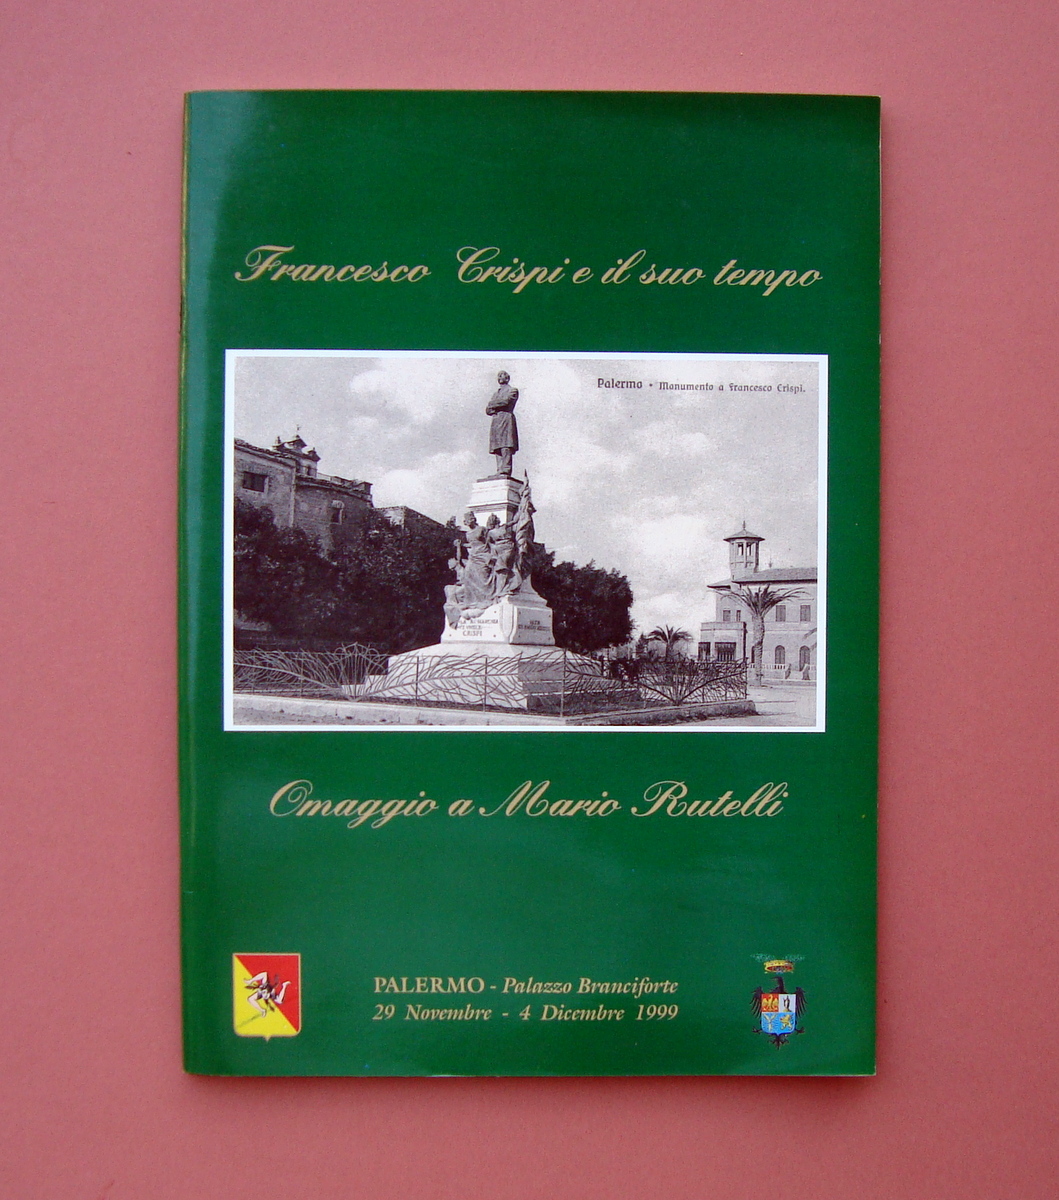 Francesco Crispi e il suo tempo
Palermo - Monumento a Francesco Crispi.
CRISPI
Omaggio a Mario Rutelli
PALERMO - Palazzo Branciforte
29 Novembre - 4 Dicembre 1999